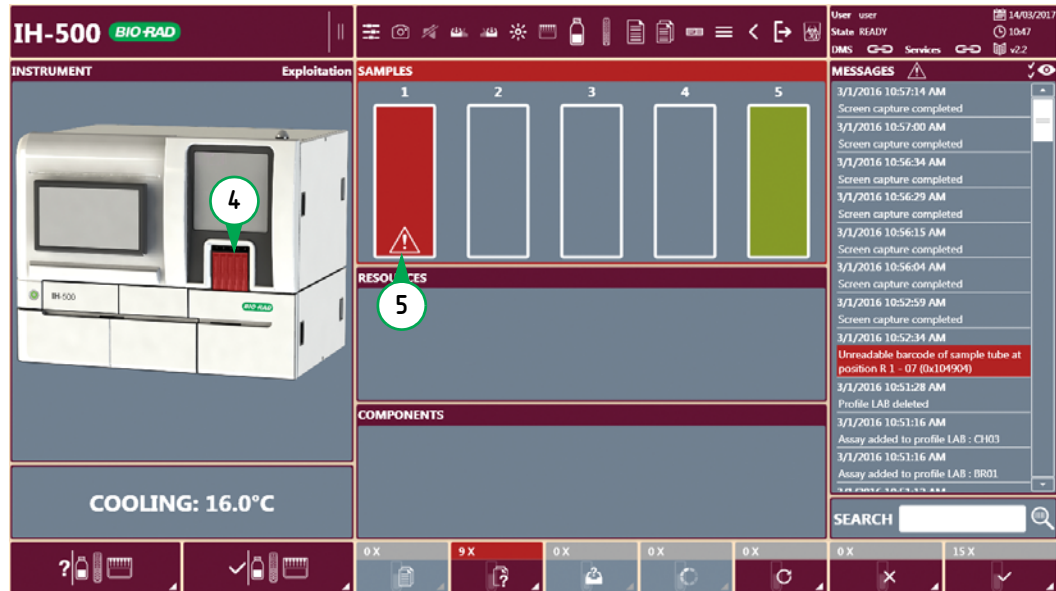 IH-500 BIO-RAD
User user
14/03/2017
State READY
10:47
DMS
Services
v2.2
INSTRUMENT
Exploitation
4
IH-500
BIO-RAD
COOLING: 16.0°C
SAMPLES
1 2 3 4 5
5
RESOURCES
COMPONENTS
MESSAGES
3/1/2016 10:57:14 AM
Screen capture completed
3/1/2016 10:57:00 AM
Screen capture completed
3/1/2016 10:56:34 AM
Screen capture completed
3/1/2016 10:56:29 AM
Screen capture completed
3/1/2016 10:56:15 AM
Screen capture completed
3/1/2016 10:56:04 AM
Screen capture completed
3/1/2016 10:52:59 AM
Screen capture completed
3/1/2016 10:52:34 AM
Unreadable barcode of sample tube at
position R 1 - 07 (0x104904)
3/1/2016 10:51:28 AM
Profile LAB deleted
3/1/2016 10:51:16 AM
Assay added to profile LAB : CH03
3/1/2016 10:51:16 AM
Assay added to profile LAB : BR01
SEARCH
?
0 X
9 X
?
0 X
0 X
0 X
0 X
15 X